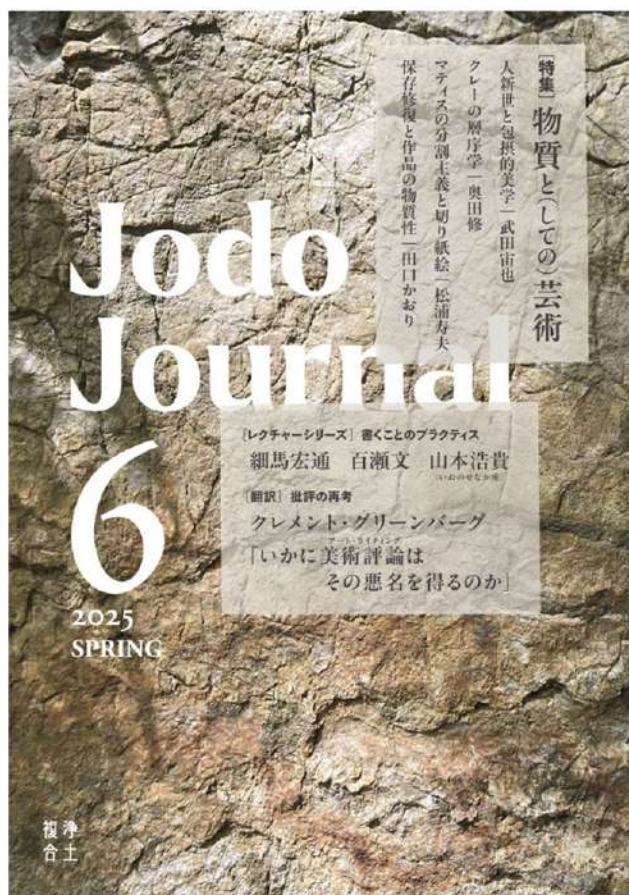 Jodo
Journal
6
2025
SPRING
[特集] 物質と(しての)芸術
人新世と包摂的美学|武田宙也
クレーの層序学|奥田修
マティスの分割主義と切り紙絵|松浦寿夫
保存修復と作品の物質性|田口かおり
[レクチャーシリーズ] 書くことのプラクティス
細馬宏通 百瀬文 山本浩貴
(いぬのせなか座)
[翻訳] 批評の再考
クレメント・グリーンバーグ
アート・ライティング
「いかに美術評論は
その悪名を得るのか」
浄土
複合